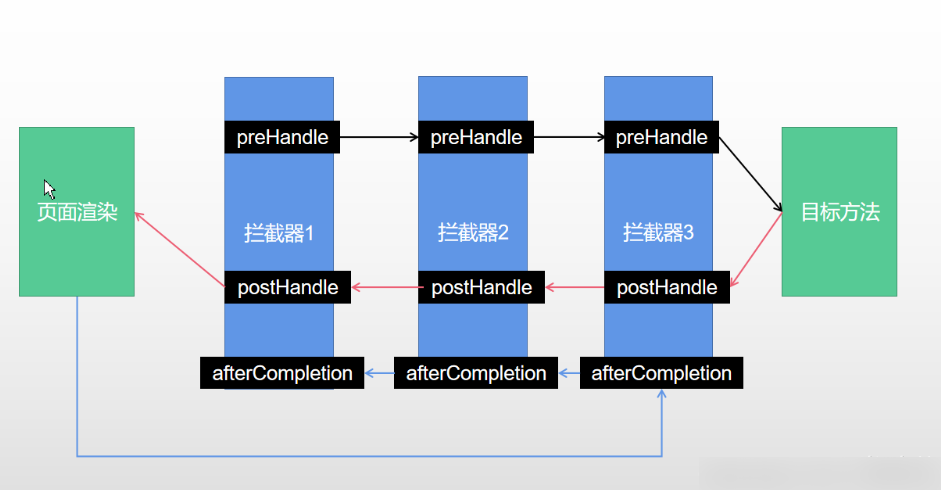 preHandle
preHandle
preHandle
页面渲染
拦截器1
拦截器2
拦截器3
目标方法
postHandle
postHandle
postHandle
afterCompletion
afterCompletion
afterCompletion